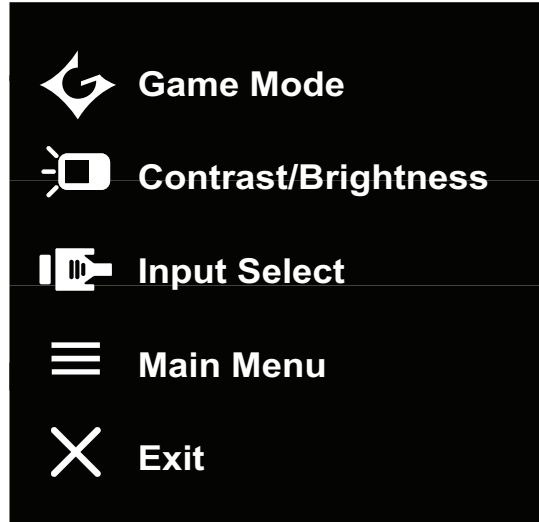 Game Mode
Contrast/Brightness
Input Select
Main Menu
Exit